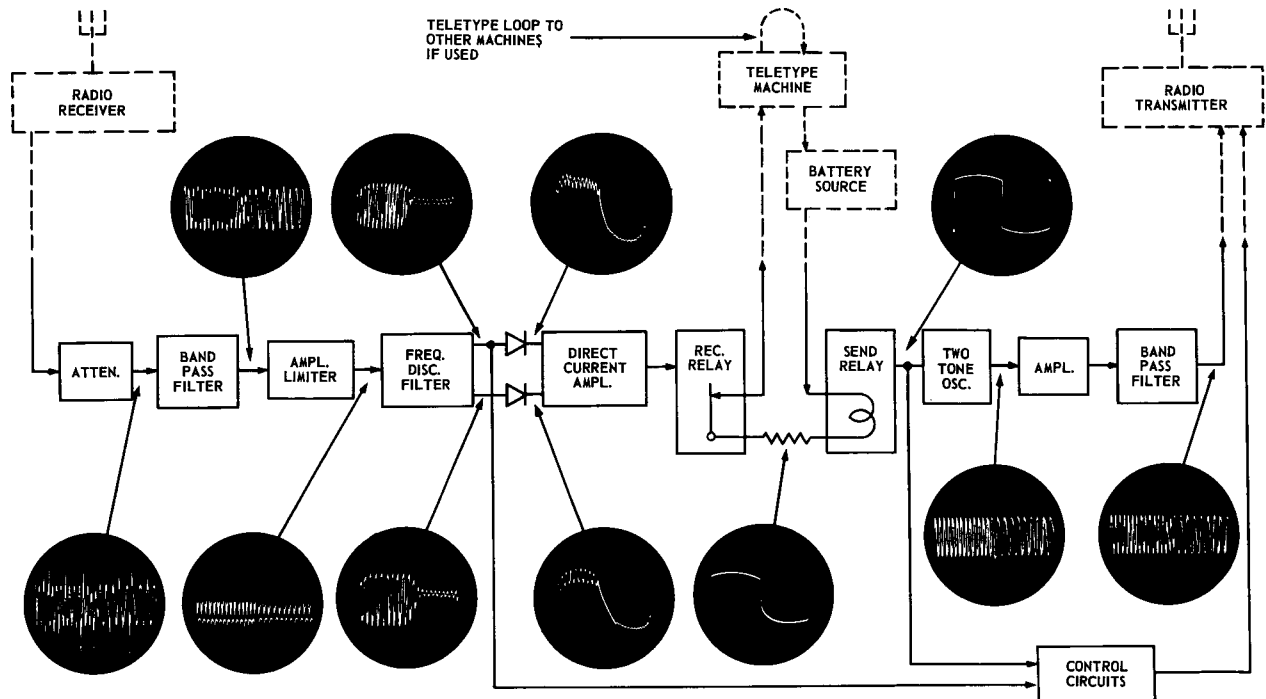 TELETYPE LOOP TO
OTHER MACHINES
IF USED
RADIO
RECEIVER
TELETYPE
MACHINE
RADIO
TRANSMITTER
BATTERY
SOURCE
ATTEN.
BAND
PASS
FILTER
AMPL.
LIMITER
FREQ.
DISC.
FILTER
DIRECT
CURRENT
AMPL.
REC.
RELAY
SEND
RELAY
TWO
TONE
OSC.
AMPL.
BAND
PASS
FILTER
CONTROL
CIRCUITS